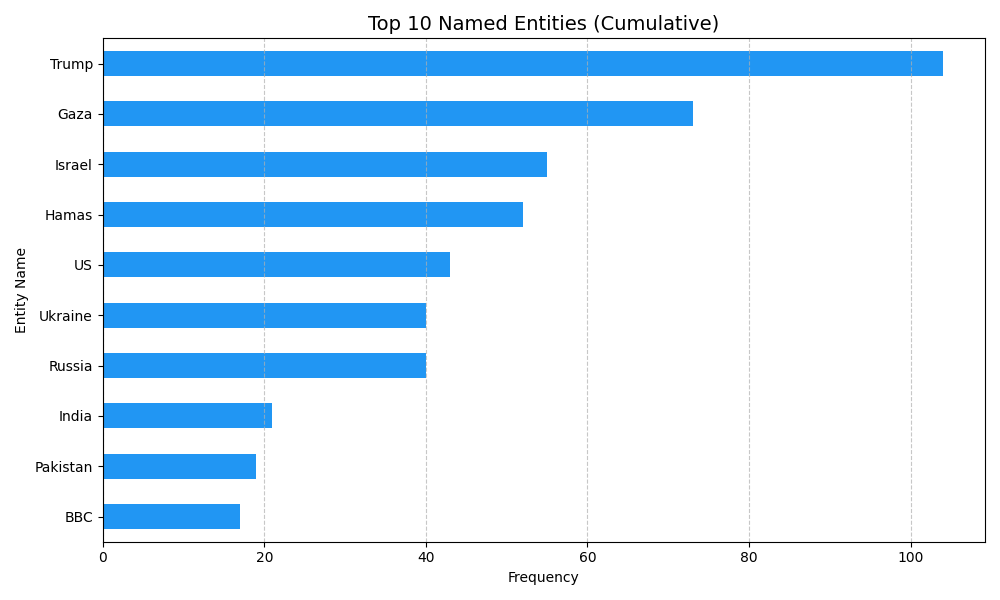 Top 10 Named Entities (Cumulative)
Entity Name
Trump
Gaza
Israel
Hamas
US
Ukraine
Russia
India
Pakistan
BBC
0 20 40 60 80 100
Frequency